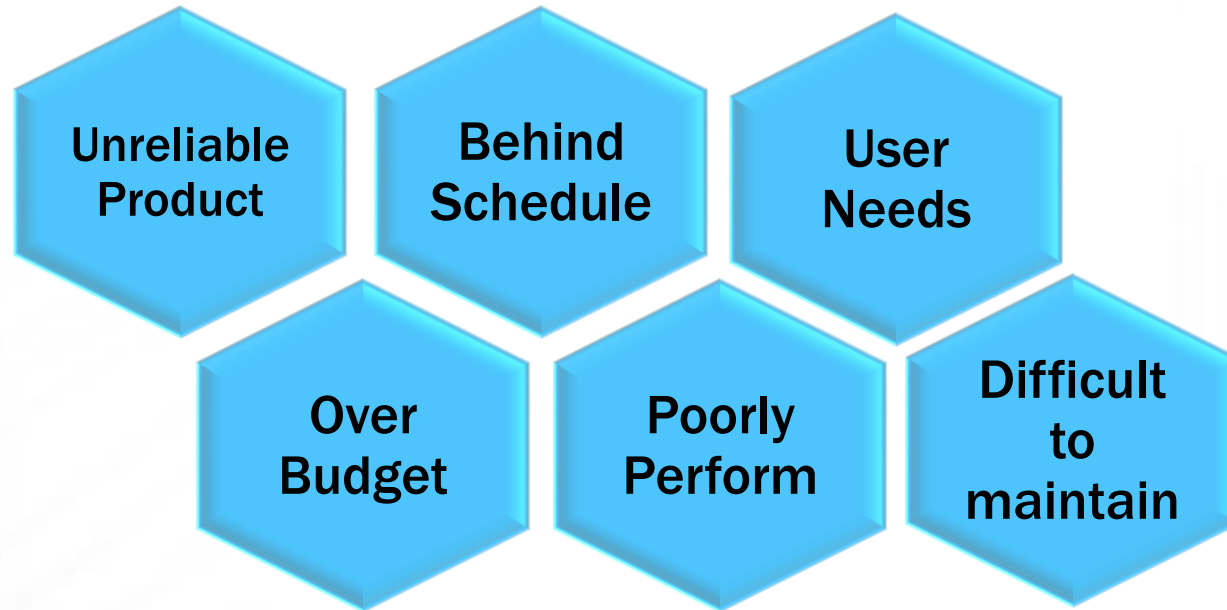 Unreliable
Product
Behind
Schedule
User
Needs
Over
Budget
Poorly
Perform
Difficult
to
maintain